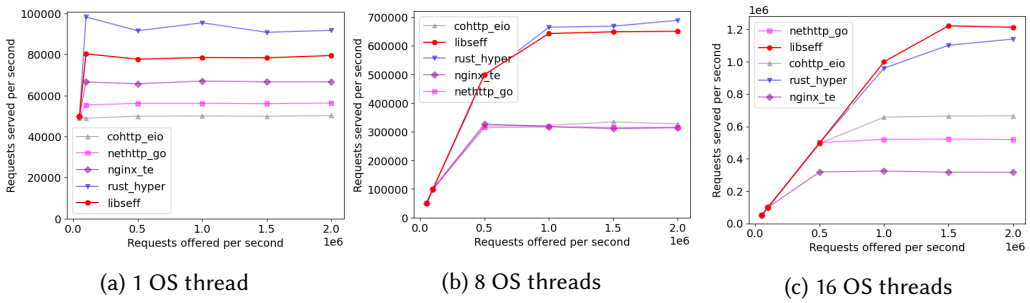 Requests served per second
100000
80000
60000
40000
20000
0
cohttp_eio
nethttp_go
nginx_te
rust_hyper
libseff
0.0
0.5
1.0
1.5
2.0
1e6
Requests offered per second
(a) 1 OS thread
Requests served per second
700000
600000
500000
400000
300000
200000
100000
0
cohttp_eio
libseff
rust_hyper
nginx_te
nethttp_go
0.0
0.5
1.0
1.5
2.0
1e6
Requests offered per second
(b) 8 OS threads
1e6
Requests served per second
1.2
1.0
0.8
0.6
0.4
0.2
0.0
nethttp_go
libseff
cohttp_eio
rust_hyper
nginx_te
0.0
0.5
1.0
1.5
2.0
1e6
Requests offered per second
(c) 16 OS threads